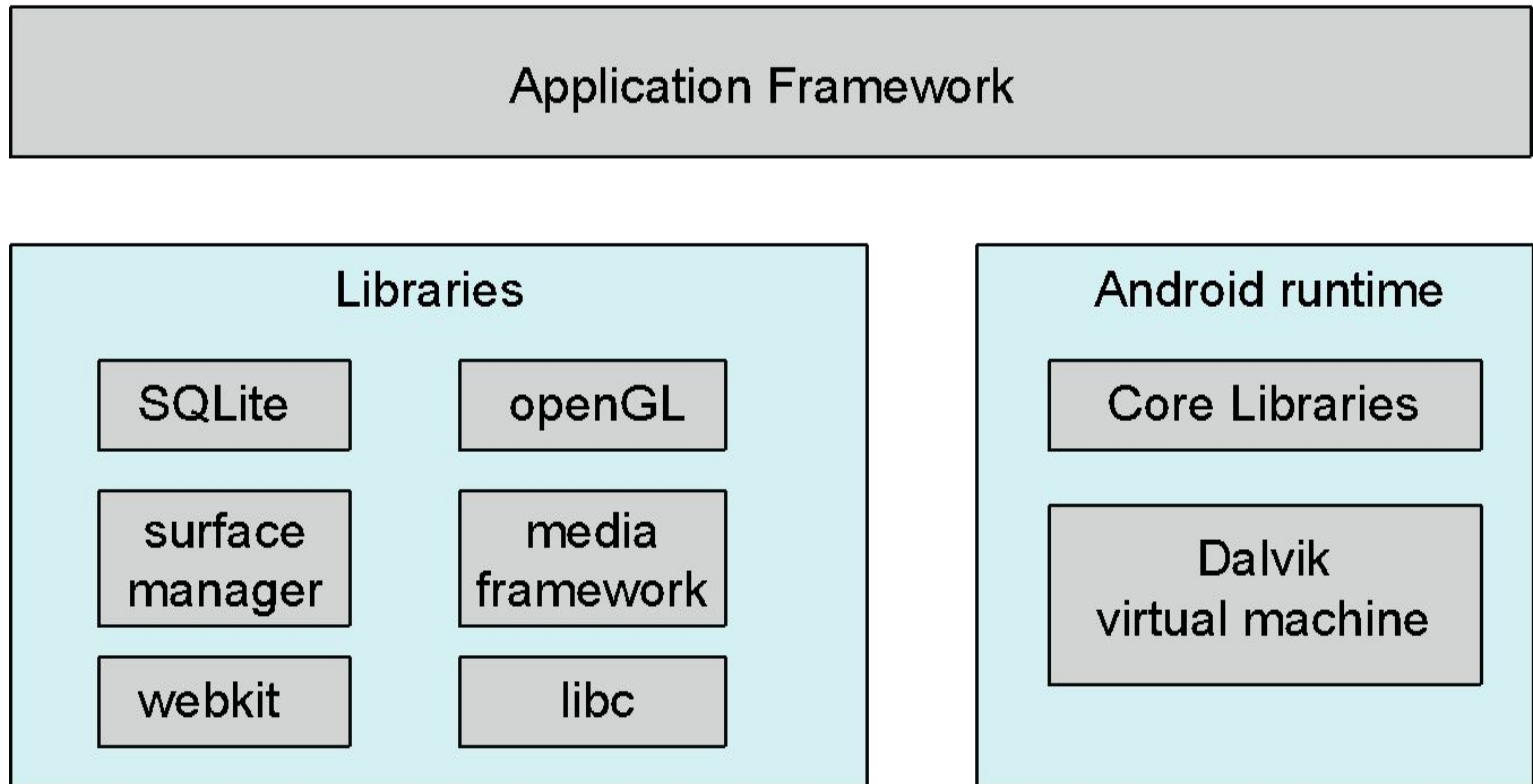 Application Framework
Libraries
SQLite
openGL
surface
manager
media
framework
webkit
libc
Android runtime
Core Libraries
Dalvik
virtual machine